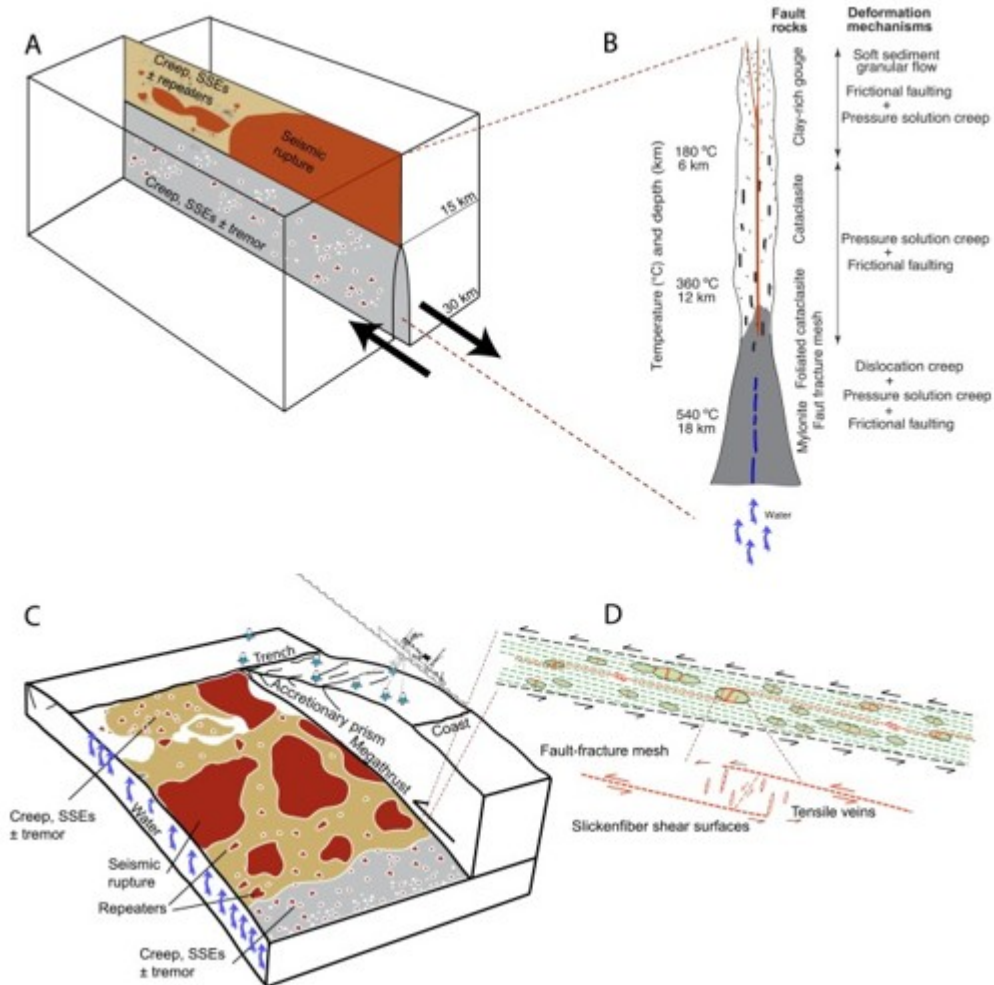 A
Creep, SSEs
± repeaters
Seismic
rupture
Creep, SSEs ± tremor
15 km
30 km
B
Fault
rocks
Deformation
mechanisms
Temperature (°C) and depth (km)
180 ºC
6 km
360 ºC
12 km
540 ºC
18 km
Clay-rich gouge
Cataclasite
Foliated cataclasite
Mylonite
Faut fracture mesh
Soft sediment
granular flow
Frictional faulting
+
Pressure solution creep
Pressure solution creep
+
Frictional faulting
Dislocation creep
+
Pressure solution creep
+
Frictional faulting
Water
C
Trench
Accretionary prism
Megathrust
Coast
Water
Creep, SSEs
± tremor
Seismic
rupture
Repeaters
Creep, SSEs
± tremor
D
Fault-fracture mesh
Slickenfiber shear surfaces
Tensile veins